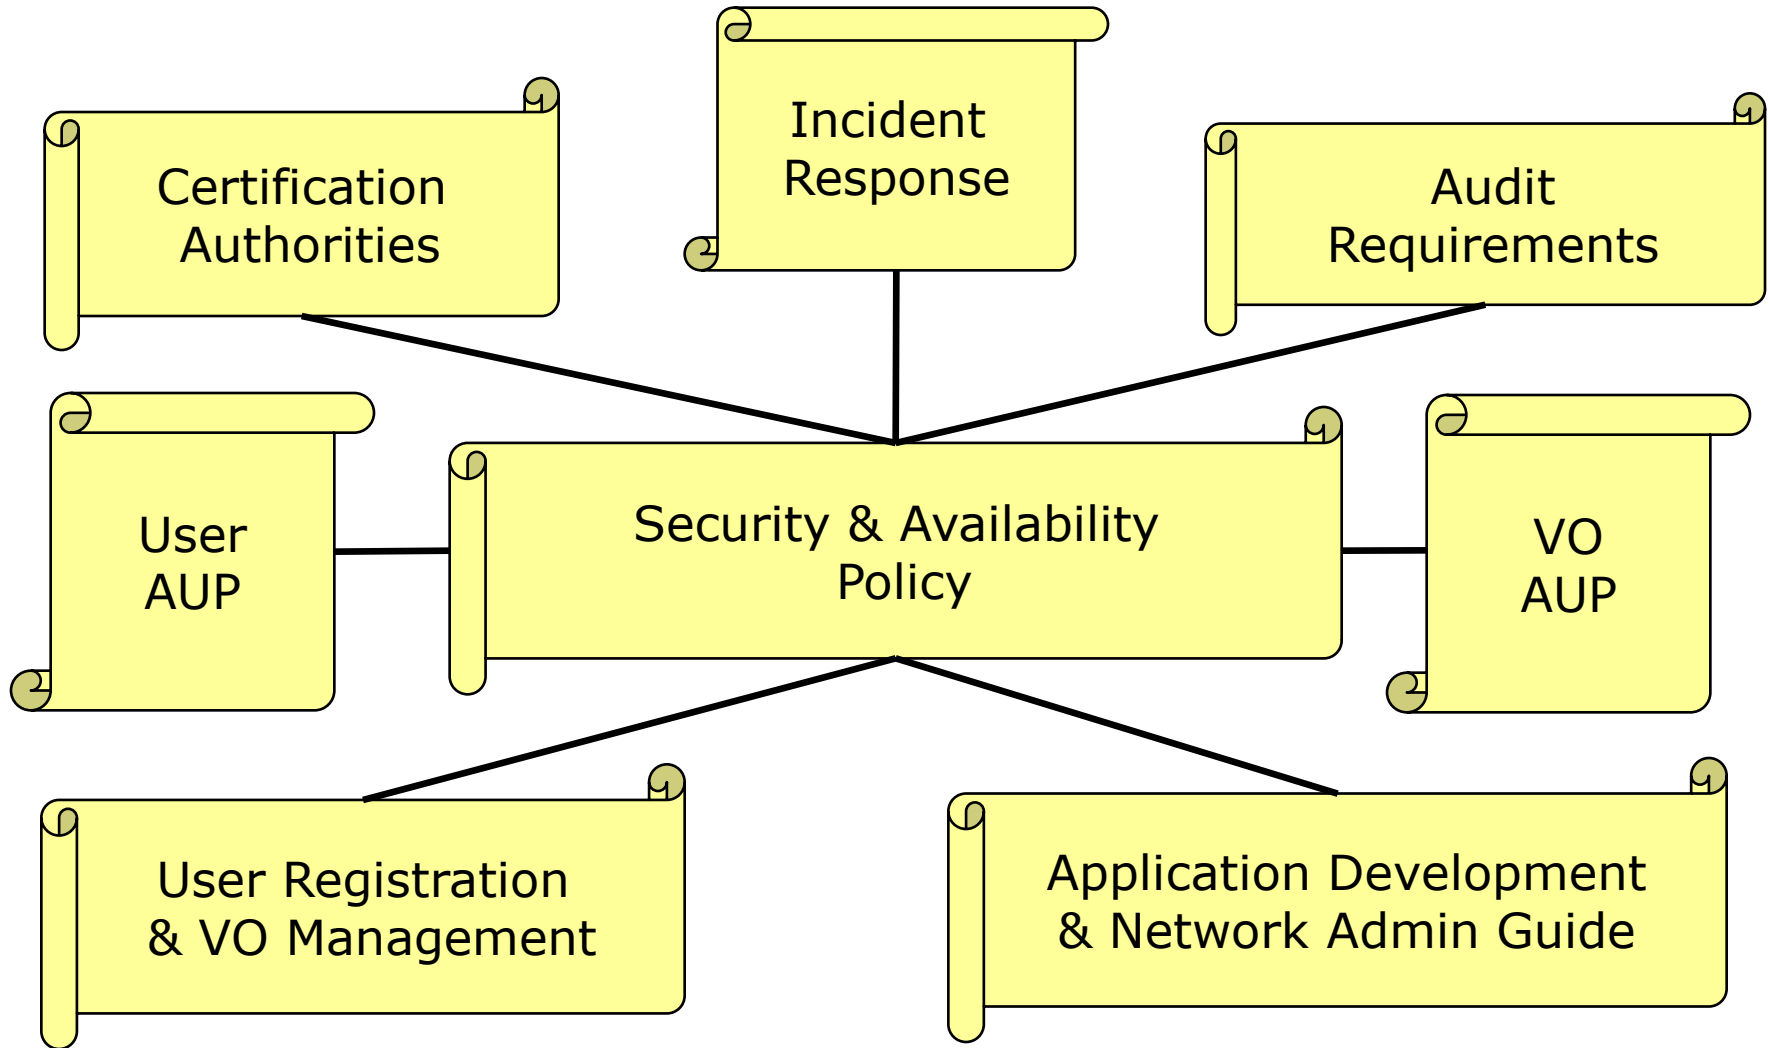 Incident
Response
Certification
Authorities
Audit
Requirements
User
AUP
Security & Availability
Policy
VO
AUP
User Registration
& VO Management
Application Development
& Network Admin Guide